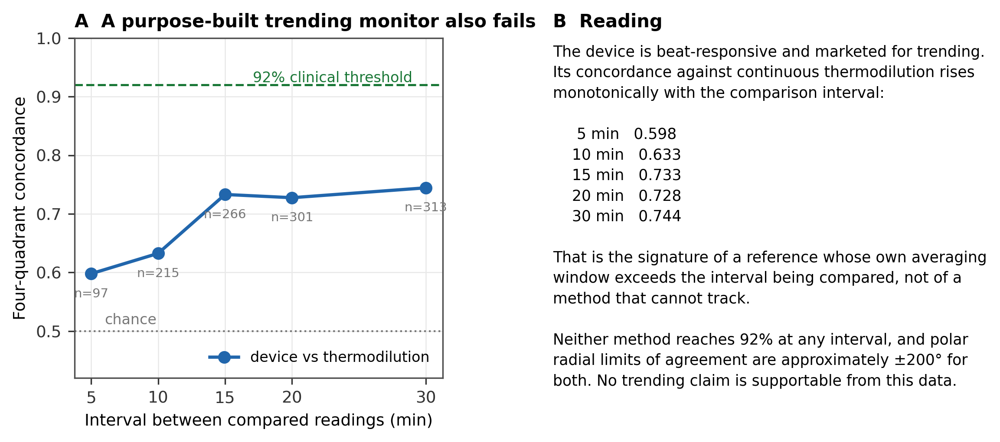 A  A purpose-built trending monitor also fails
1.0
0.9
0.8
0.7
0.6
0.5
Four-quadrant concordance
92% clinical threshold
n=97
n=215
n=266
n=301
n=313
chance
device vs thermodilution
5 10 15 20 30
Interval between compared readings (min)
B  Reading
The device is beat-responsive and marketed for trending.
Its concordance against continuous thermodilution rises
monotonically with the comparison interval:
5 min   0.598
10 min   0.633
15 min   0.733
20 min   0.728
30 min   0.744
That is the signature of a reference whose own averaging
window exceeds the interval being compared, not of a
method that cannot track.
Neither method reaches 92% at any interval, and polar
radial limits of agreement are approximately ±200° for
both. No trending claim is supportable from this data.